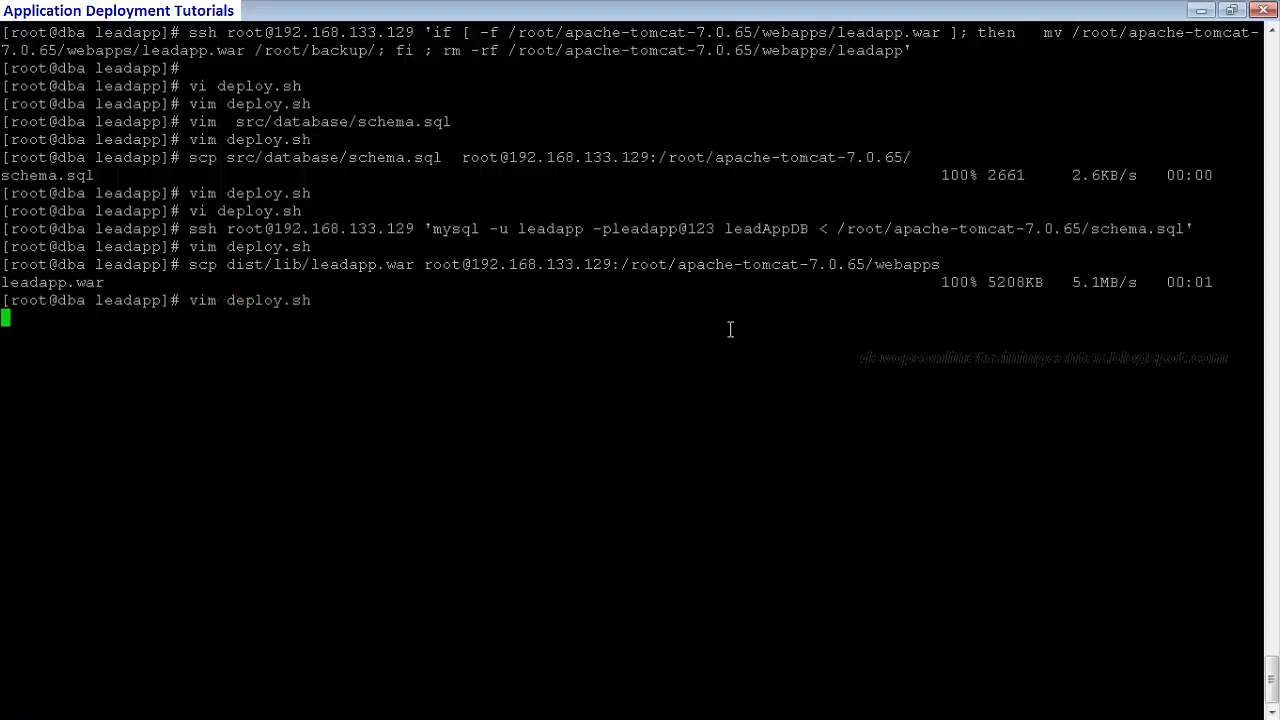 Application Deployment Tutorials
[root@dba leadapp]# ssh root@192.168.133.129 'if [ -f /root/apache-tomcat-7.0.65/webapps/leadapp.war ]; then   mv /root/apache-tomcat-
7.0.65/webapps/leadapp.war /root/backup/; fi ; rm -rf /root/apache-tomcat-7.0.65/webapps/leadapp'
[root@dba leadapp]#
[root@dba leadapp]# vi deploy.sh
[root@dba leadapp]# vim deploy.sh
[root@dba leadapp]# vim  src/database/schema.sql
[root@dba leadapp]# vim deploy.sh
[root@dba leadapp]# scp src/database/schema.sql  root@192.168.133.129:/root/apache-tomcat-7.0.65/
schema.sql 100% 2661 2.6KB/s 00:00
[root@dba leadapp]# vim deploy.sh
[root@dba leadapp]# vi deploy.sh
[root@dba leadapp]# ssh root@192.168.133.129 'mysql -u leadapp -pleadapp@123 leadAppDB < /root/apache-tomcat-7.0.65/schema.sql'
[root@dba leadapp]# vim deploy.sh
[root@dba leadapp]# scp dist/lib/leadapp.war root@192.168.133.129:/root/apache-tomcat-7.0.65/webapps
leadapp.war 100% 5208KB 5.1MB/s 00:01
[root@dba leadapp]# vim deploy.sh
devopsonlinetrainingcenter.blogspot.com